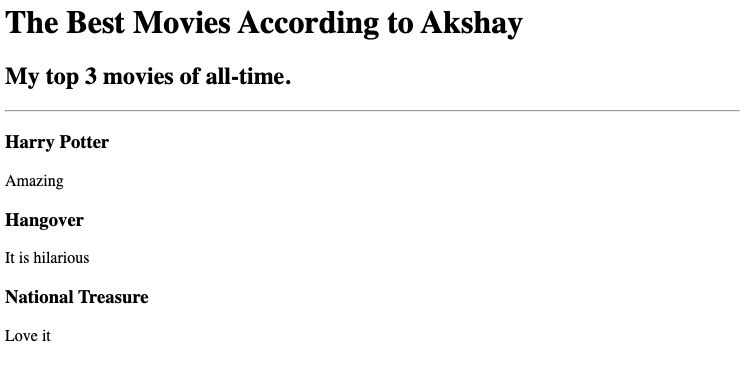 The Best Movies According to Akshay
My top 3 movies of all-time.
Harry Potter
Amazing
Hangover
It is hilarious
National Treasure
Love it